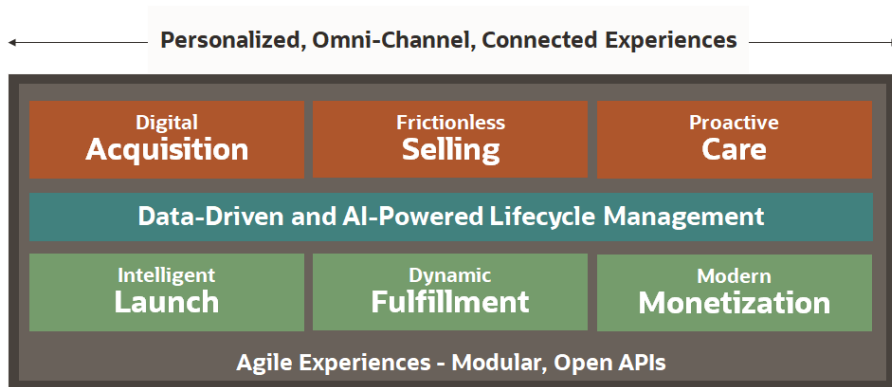 Personalized, Omni-Channel, Connected Experiences
Digital
Acquisition
Frictionless
Selling
Proactive
Care
Data-Driven and AI-Powered Lifecycle Management
Intelligent
Launch
Dynamic
Fulfillment
Modern
Monetization
Agile Experiences - Modular, Open APIs